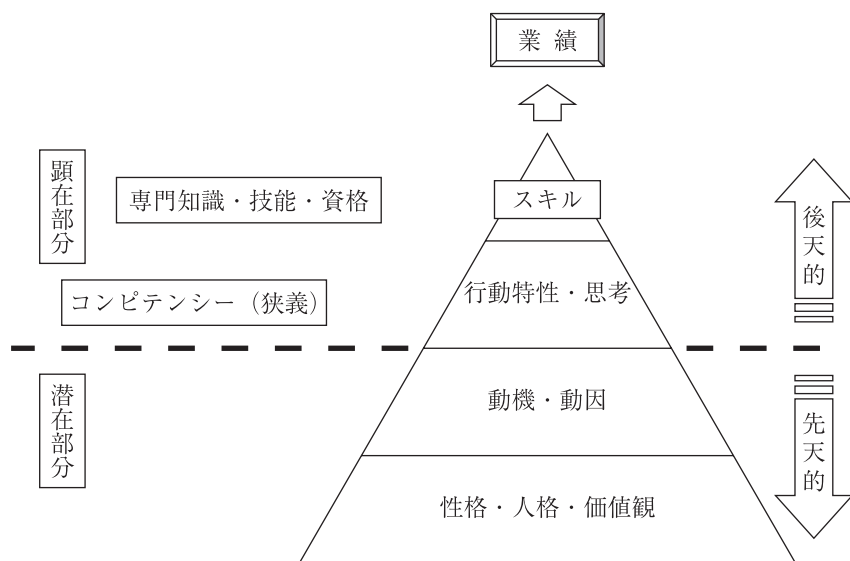 業績
顕在部分
専門知識・技能・資格
スキル
後天的
コンピテンシー（狭義）
行動特性・思考
潜在部分
動機・動因
先天的
性格・人格・価値観